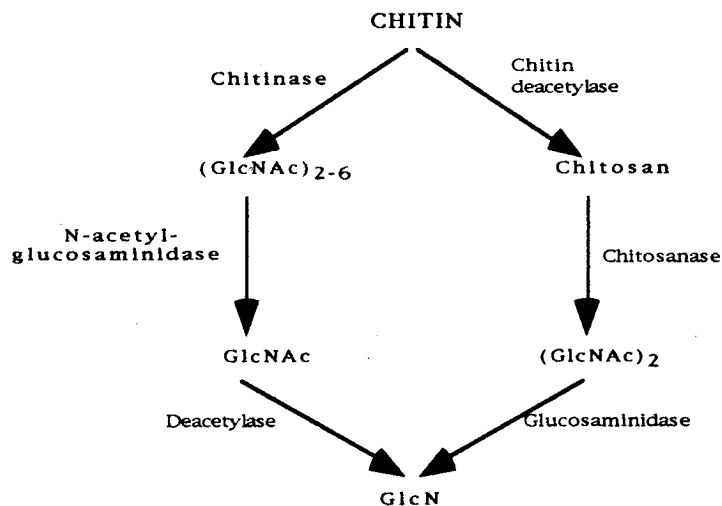 CHITIN
Chitinase
Chitin
deacetylase
(GlcNAc)2-6
Chitosan
N-acetyl-
glucosaminidase
Chitosanase
GlcNAc
(GlcNAc)2
Deacetylase
Glucosaminidase
GlcN